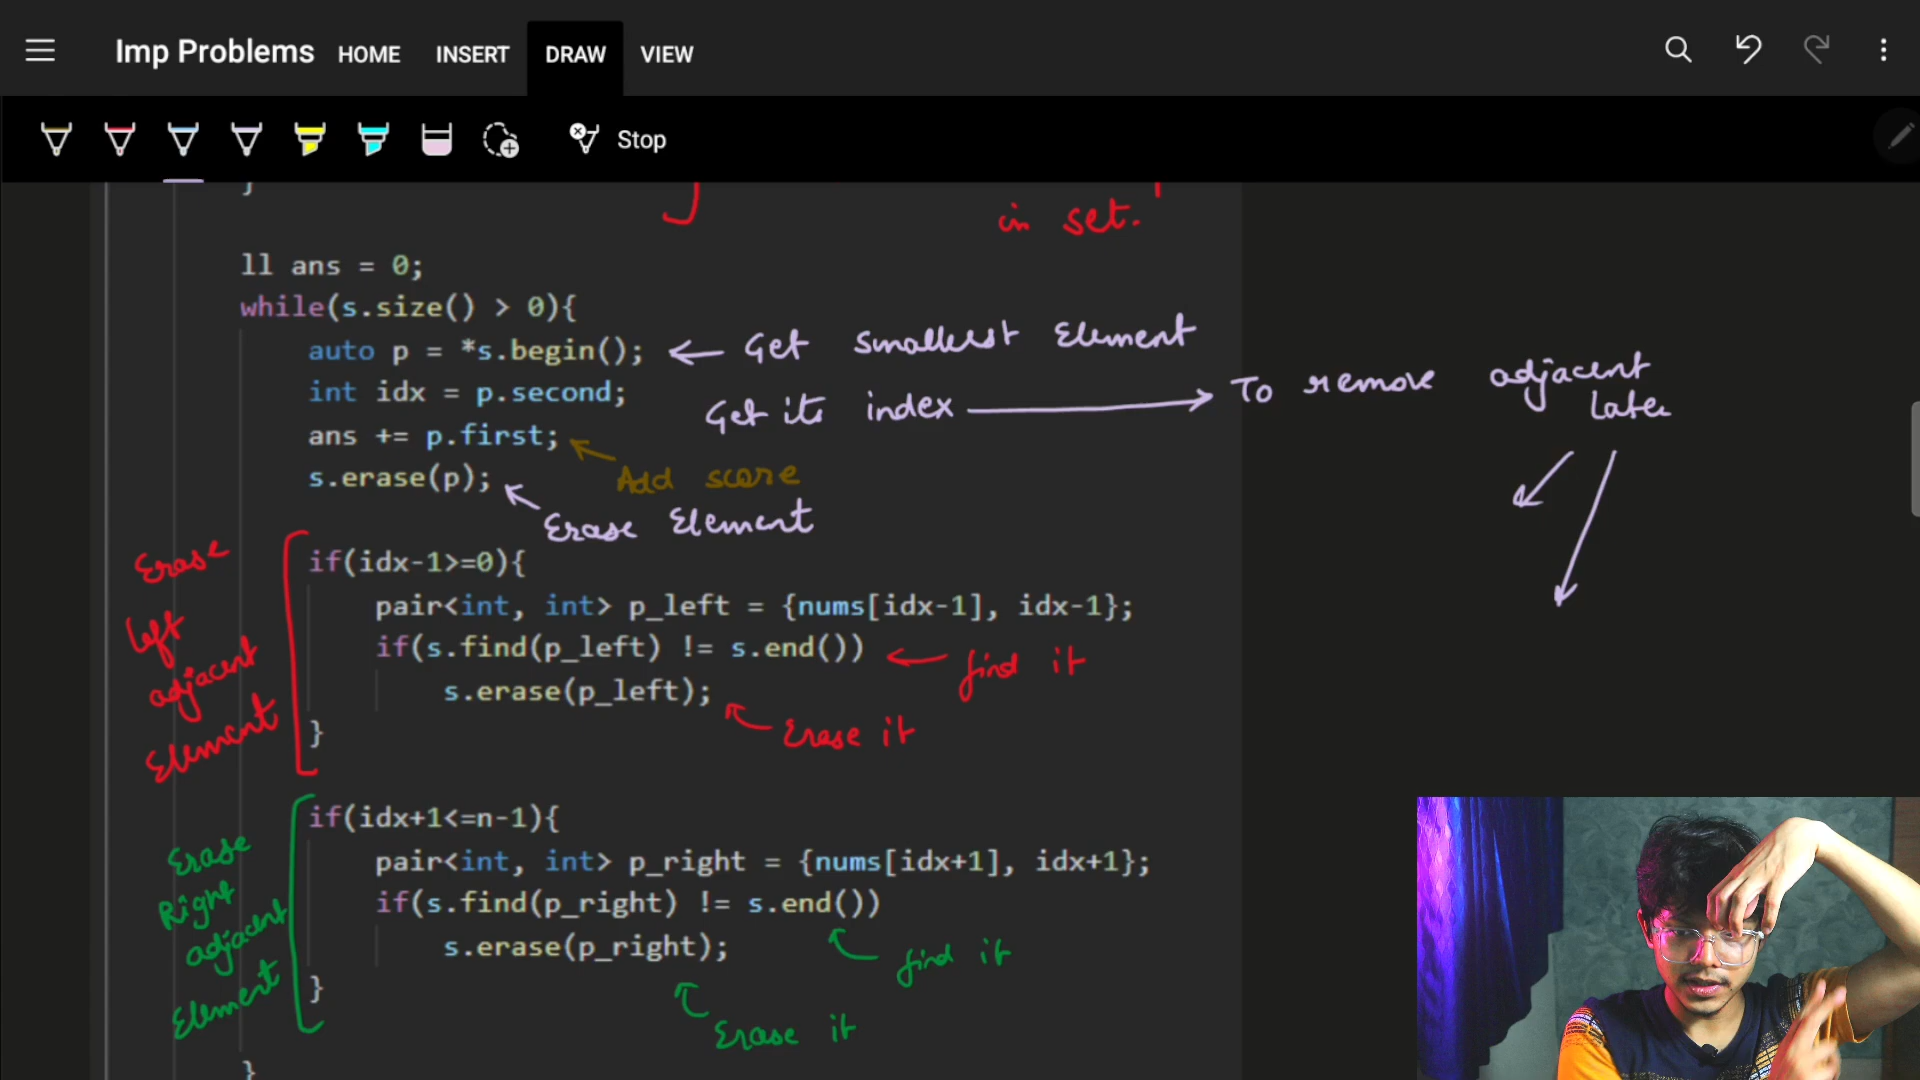 Imp Problems HOME INSERT DRAW VIEW
Stop
}
in set.
ll ans = 0;
while(s.size() > 0){
auto p = *s.begin(); ← Get Smallest Element
int idx = p.second; Get its index → To remove adjacent later
ans += p.first; Add score
s.erase(p); Erase Element
Erase left adjacent Element
if(idx-1>=0){
pair<int, int> p_left = {nums[idx-1], idx-1};
if(s.find(p_left) != s.end()) ← find it
s.erase(p_left); Erase it
}
Erase Right adjacent Element
if(idx+1<=n-1){
pair<int, int> p_right = {nums[idx+1], idx+1};
if(s.find(p_right) != s.end()) find it
s.erase(p_right); Erase it
}
}